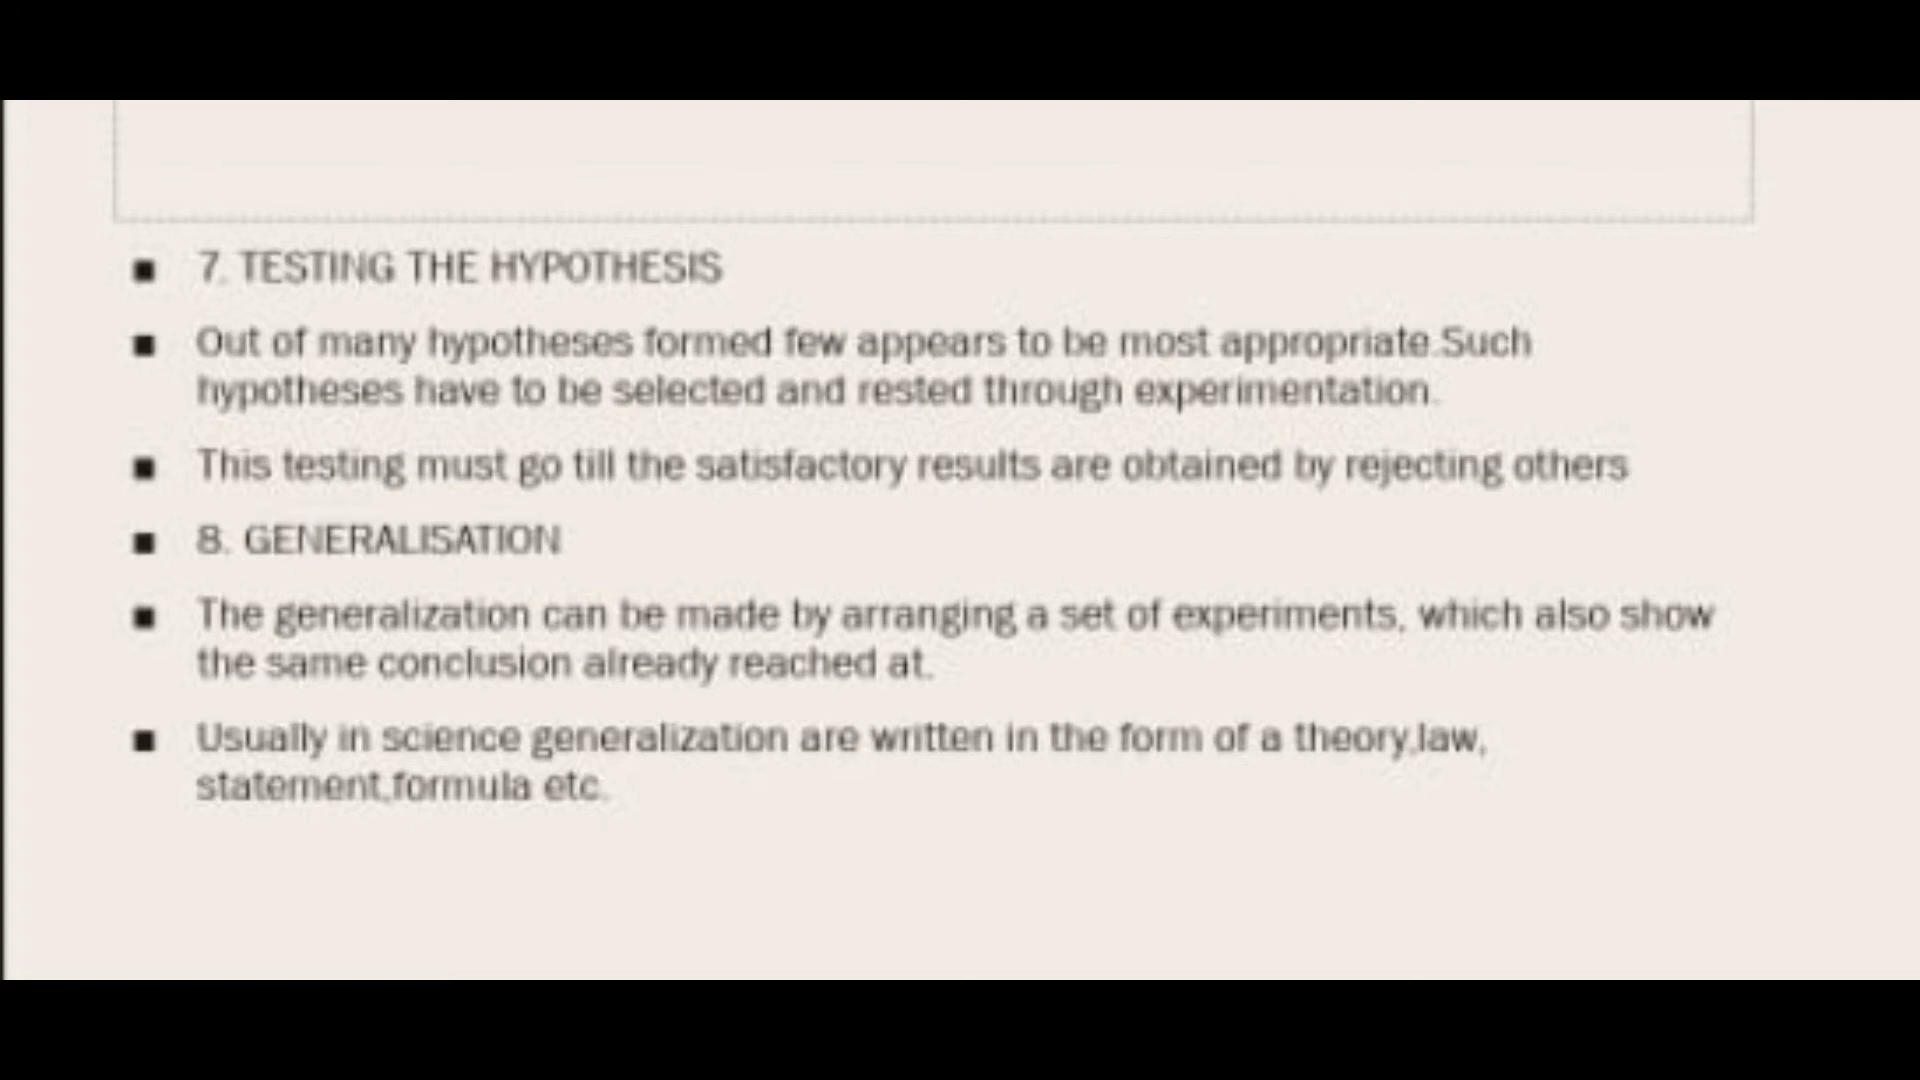 ■ 7. TESTING THE HYPOTHESIS
■ Out of many hypotheses formed few appears to be most appropriate.Such
hypotheses have to be selected and rested through experimentation.
■ This testing must go till the satisfactory results are obtained by rejecting others
■ 8. GENERALISATION
■ The generalization can be made by arranging a set of experiments, which also show
the same conclusion already reached at.
■ Usually in science generalization are written in the form of a theory,law,
statement,formula etc.